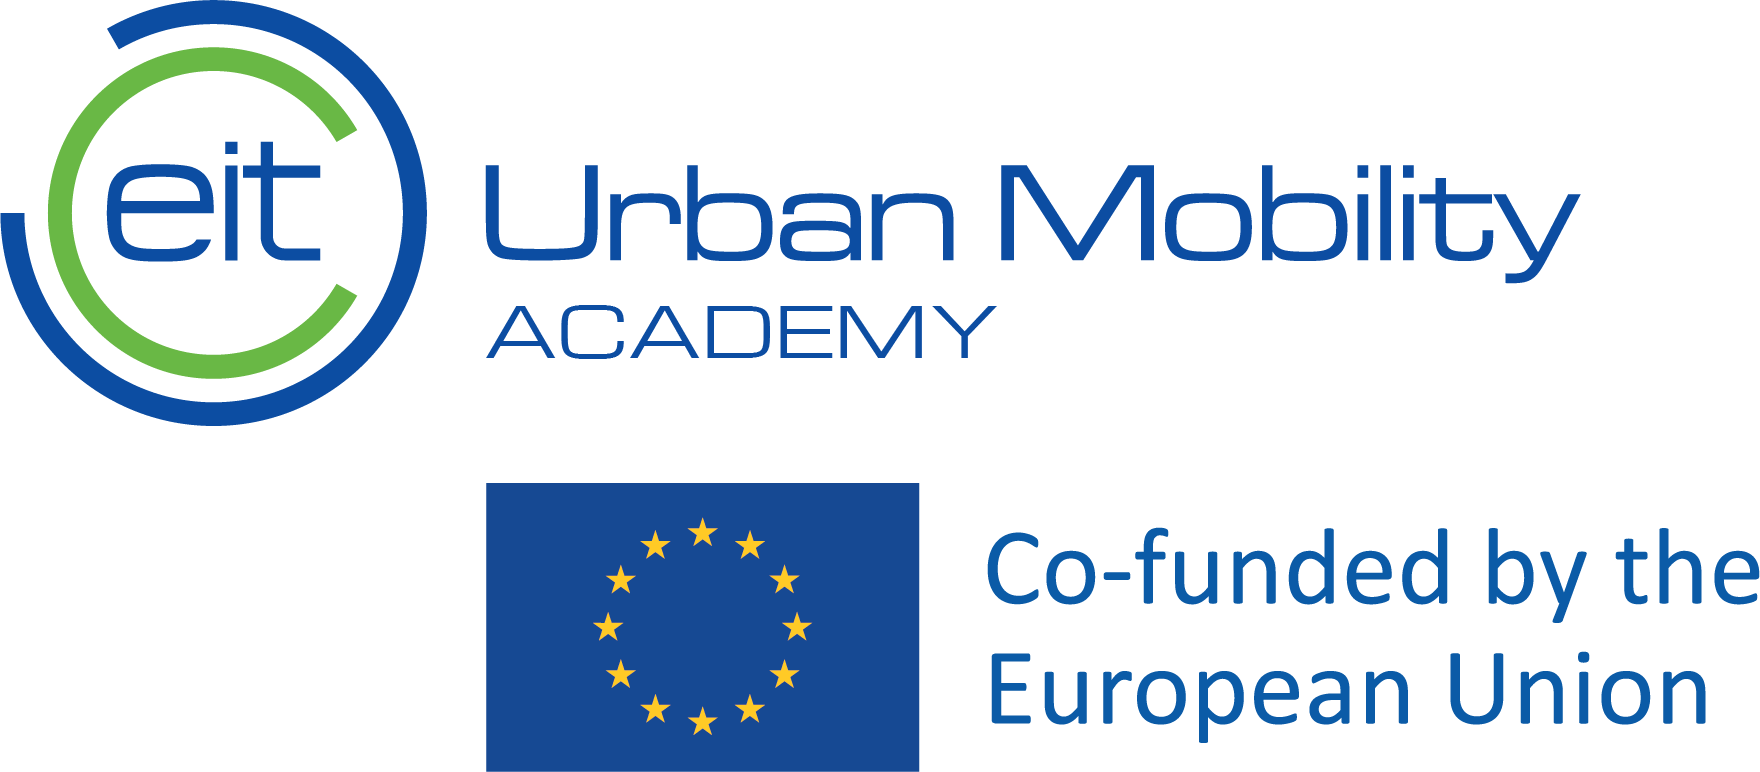 eit Urban Mobility
ACADEMY
Co-funded by the
European Union